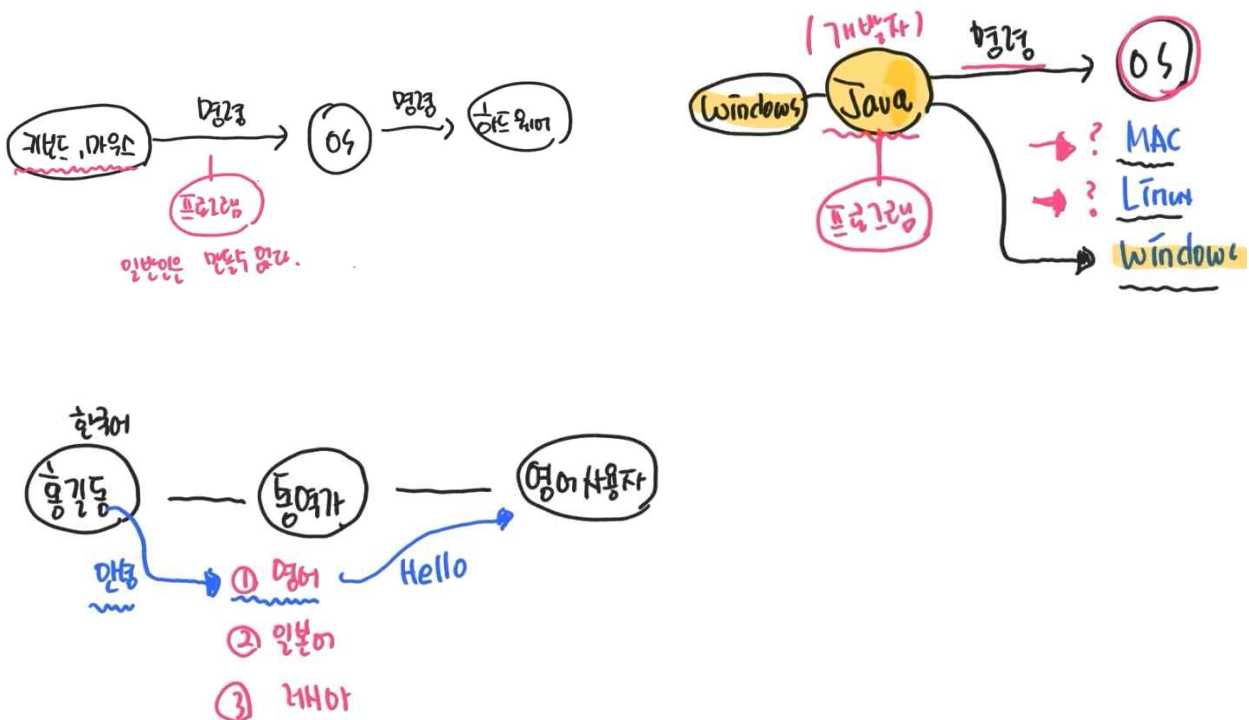 명령
명령
키보드, 마우스
OS
하드웨어
프로그램
일반인은 만들수 없다.
(개발자)
명령
Windows
Java
OS
? MAC
? Linux
Windows
프로그램
한국어
홍길동
통역가
영어사용자
안녕
① 영어
Hello
② 일본어
③